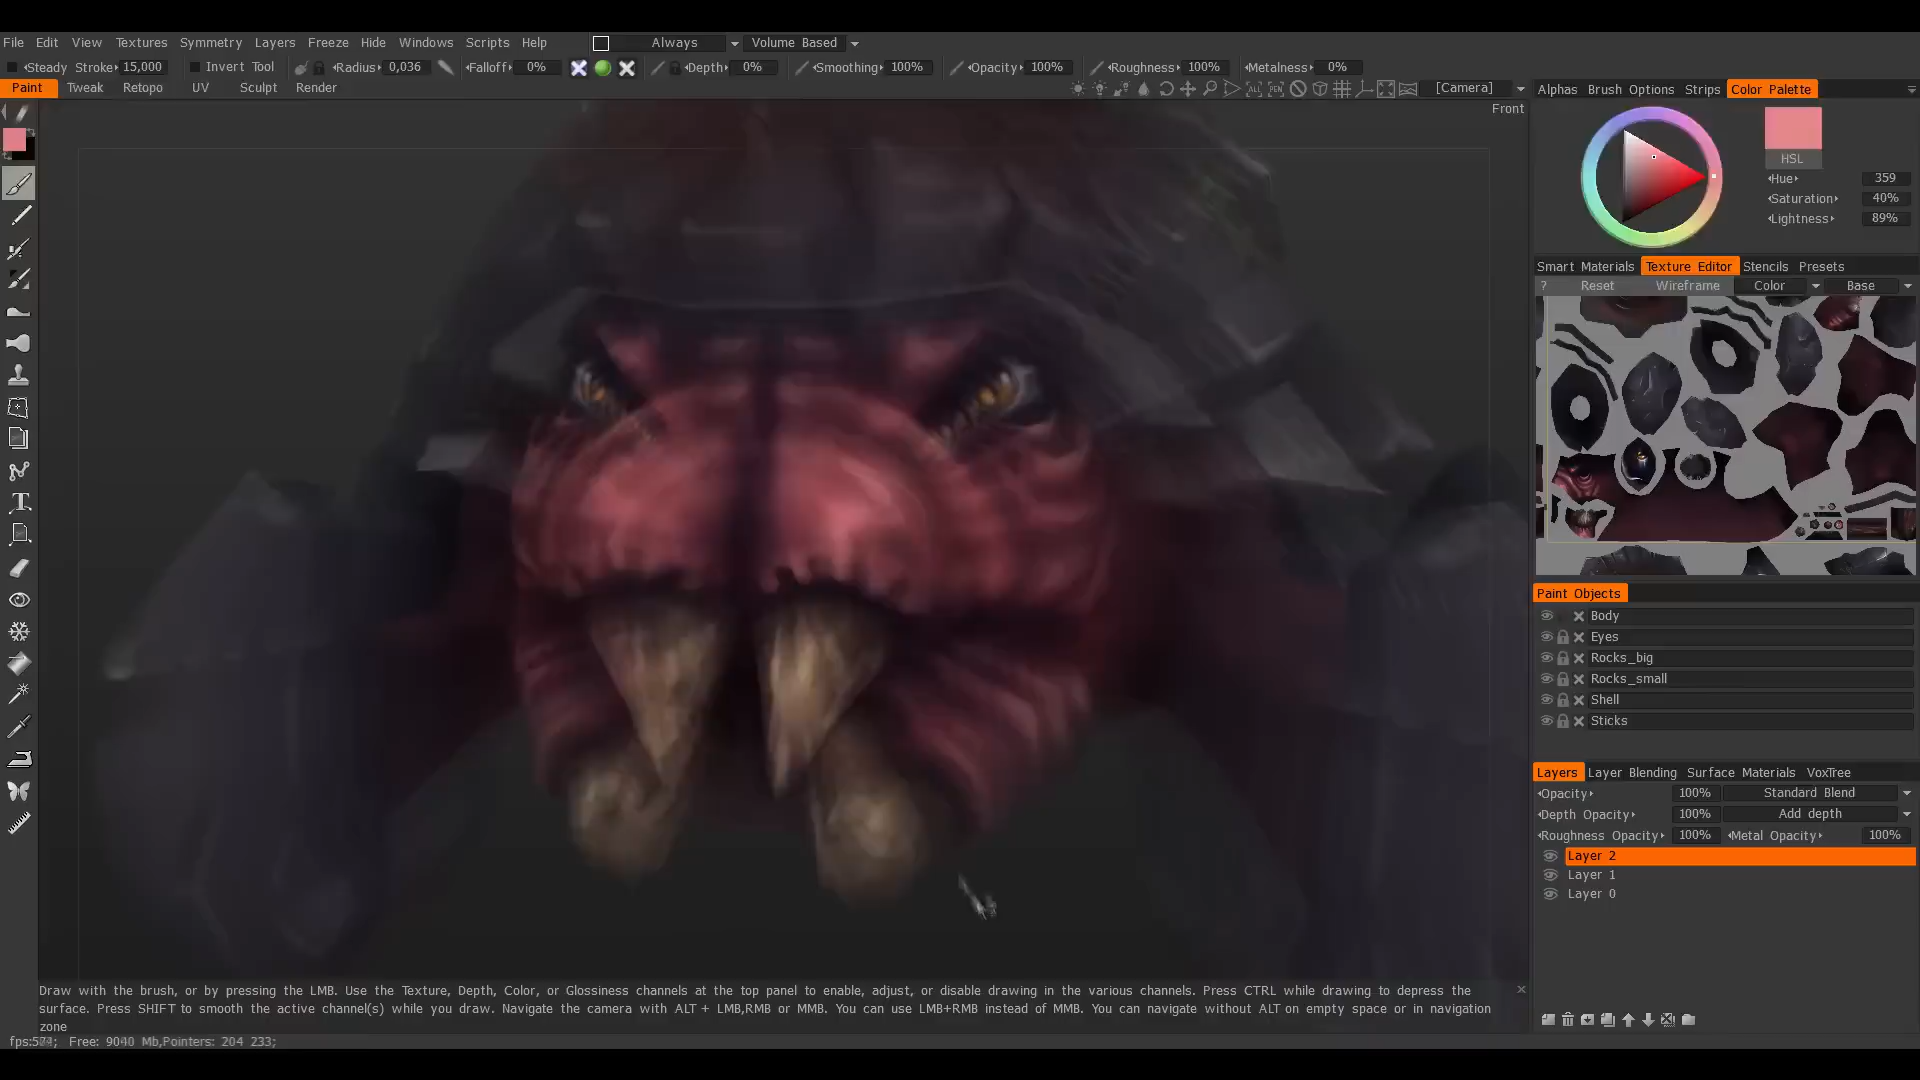 File Edit View Textures Symmetry Layers Freeze Hide Windows Scripts Help Always Volume Based
Steady Stroke 15,000 Invert Tool Radius 0,036 Falloff 0% Depth 0% Smoothing 100% Opacity 100% Roughness 100% Metalness 0%
Paint Tweak Retopo UV Sculpt Render [Camera]
Front
Alphas Brush Options Strips Color Palette
HSL
Hue 359
Saturation 40%
Lightness 89%
Smart Materials Texture Editor Stencils Presets
? Reset Wireframe Color Base
Paint Objects
Body
Eyes
Rocks_big
Rocks_small
Shell
Sticks
Layers Layer Blending Surface Materials VoxTree
Opacity 100% Standard Blend
Depth Opacity 100% Add depth
Roughness Opacity 100% Metal Opacity 100%
Layer 2
Layer 1
Layer 0
Draw with the brush, or by pressing the LMB. Use the Texture, Depth, Color, or Glossiness channels at the top panel to enable, adjust, or disable drawing in the various channels. Press CTRL while drawing to depress the
surface. Press SHIFT to smooth the active channel(s) while you draw. Navigate the camera with ALT + LMB,RMB or MMB. You can use LMB+RMB instead of MMB. You can navigate without ALT on empty space or in navigation
zone
Free: 9040 Mb,Pointers: 204 233;